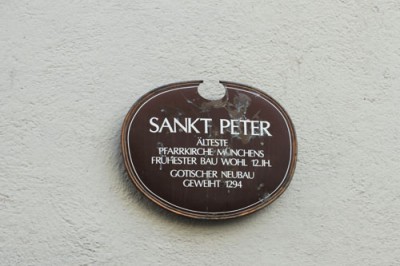 SANKT PETER
ÄLTESTE
PFARRKIRCHE MÜNCHENS
FRÜHESTER BAU WOHL 12.JH.
GOTISCHER NEUBAU
GEWEIHT 1294